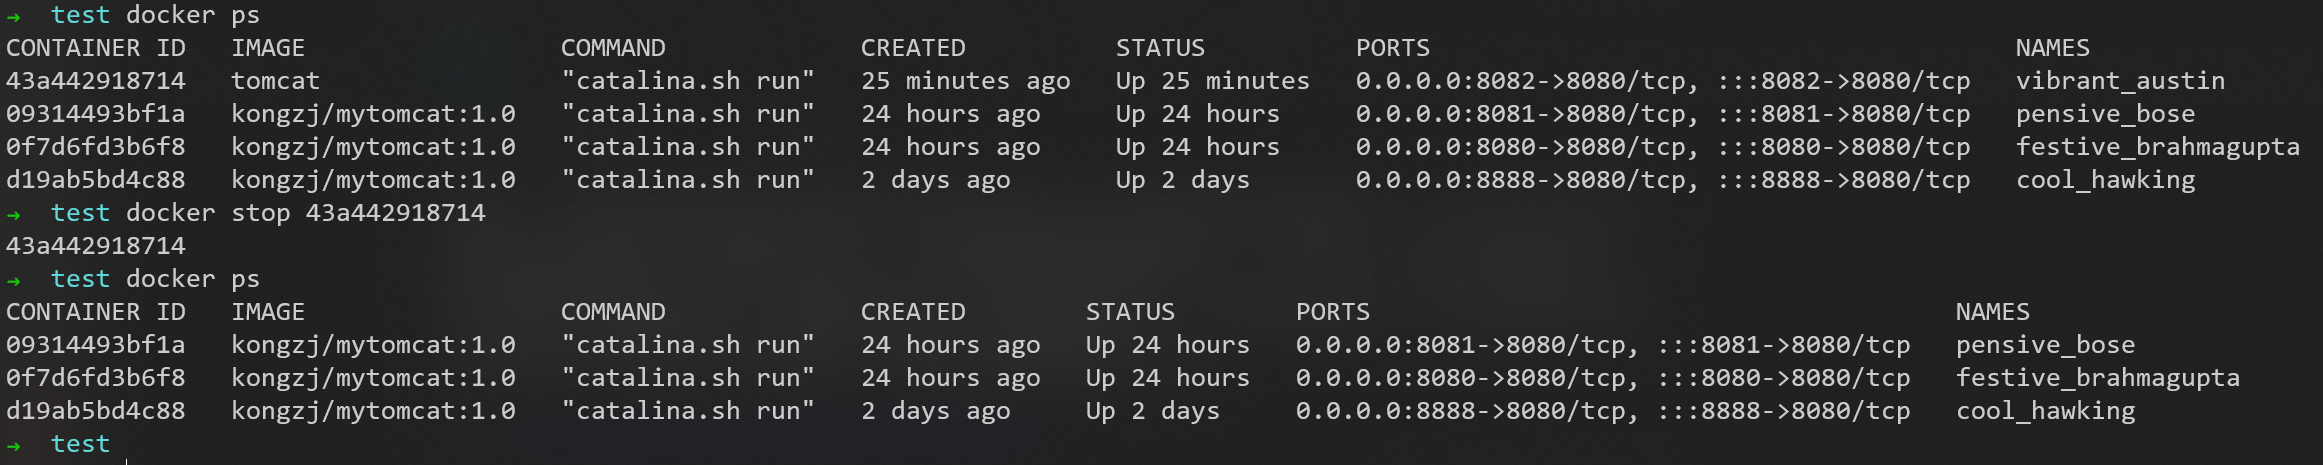 →  test docker ps
CONTAINER ID   IMAGE                 COMMAND             CREATED          STATUS          PORTS                                       NAMES
43a442918714   tomcat                "catalina.sh run"   25 minutes ago   Up 25 minutes   0.0.0.0:8082->8080/tcp, :::8082->8080/tcp   vibrant_austin
09314493bf1a   kongzj/mytomcat:1.0   "catalina.sh run"   24 hours ago     Up 24 hours     0.0.0.0:8081->8080/tcp, :::8081->8080/tcp   pensive_bose
0f7d6fd3b6f8   kongzj/mytomcat:1.0   "catalina.sh run"   24 hours ago     Up 24 hours     0.0.0.0:8080->8080/tcp, :::8080->8080/tcp   festive_brahmagupta
d19ab5bd4c88   kongzj/mytomcat:1.0   "catalina.sh run"   2 days ago       Up 2 days       0.0.0.0:8888->8080/tcp, :::8888->8080/tcp   cool_hawking
→  test docker stop 43a442918714
43a442918714
→  test docker ps
CONTAINER ID   IMAGE                 COMMAND             CREATED        STATUS        PORTS                                       NAMES
09314493bf1a   kongzj/mytomcat:1.0   "catalina.sh run"   24 hours ago   Up 24 hours   0.0.0.0:8081->8080/tcp, :::8081->8080/tcp   pensive_bose
0f7d6fd3b6f8   kongzj/mytomcat:1.0   "catalina.sh run"   24 hours ago   Up 24 hours   0.0.0.0:8080->8080/tcp, :::8080->8080/tcp   festive_brahmagupta
d19ab5bd4c88   kongzj/mytomcat:1.0   "catalina.sh run"   2 days ago     Up 2 days     0.0.0.0:8888->8080/tcp, :::8888->8080/tcp   cool_hawking
→  test